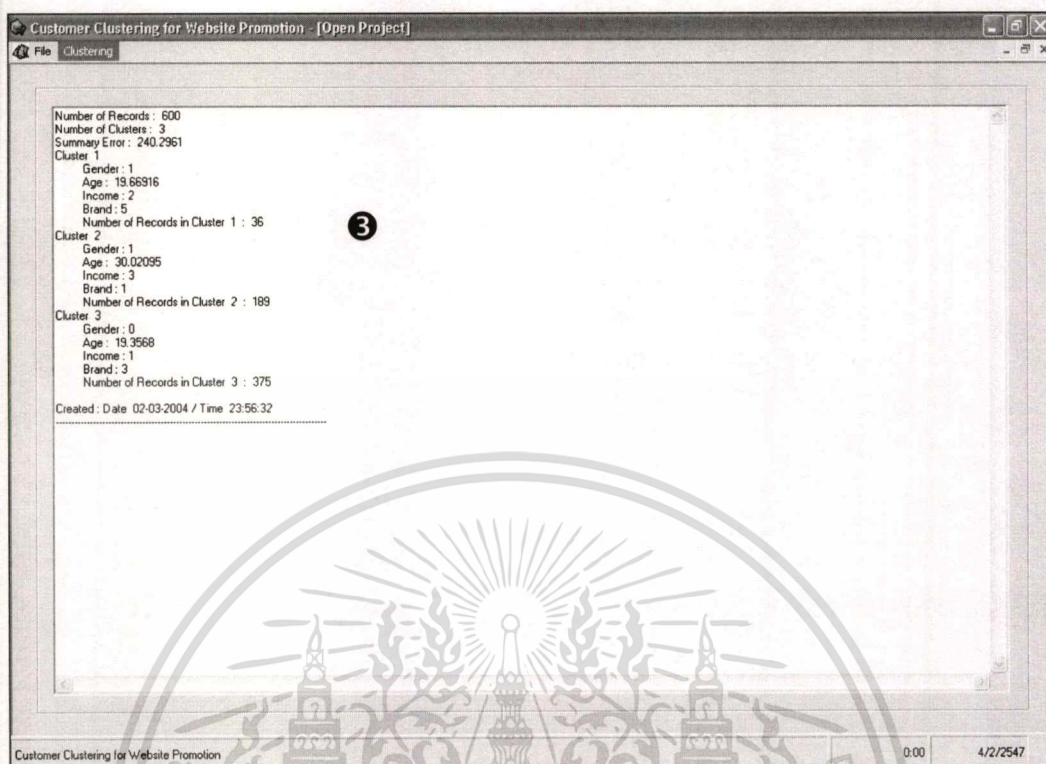 Customer Clustering for Website Promotion - [Open Project]
File Clustering
Number of Records : 600
Number of Clusters : 3
Summary Error : 240.2961
Cluster 1
Gender : 1
Age : 19.66916
Income : 2
Brand : 5
Number of Records in Cluster 1 : 36
Cluster 2
Gender : 1
Age : 30.02095
Income : 3
Brand : 1
Number of Records in Cluster 2 : 189
Cluster 3
Gender : 0
Age : 19.3568
Income : 1
Brand : 3
Number of Records in Cluster 3 : 375
Created : Date 02-03-2004 / Time 23:56:32
❸
Customer Clustering for Website Promotion 0:00 4/2/2547